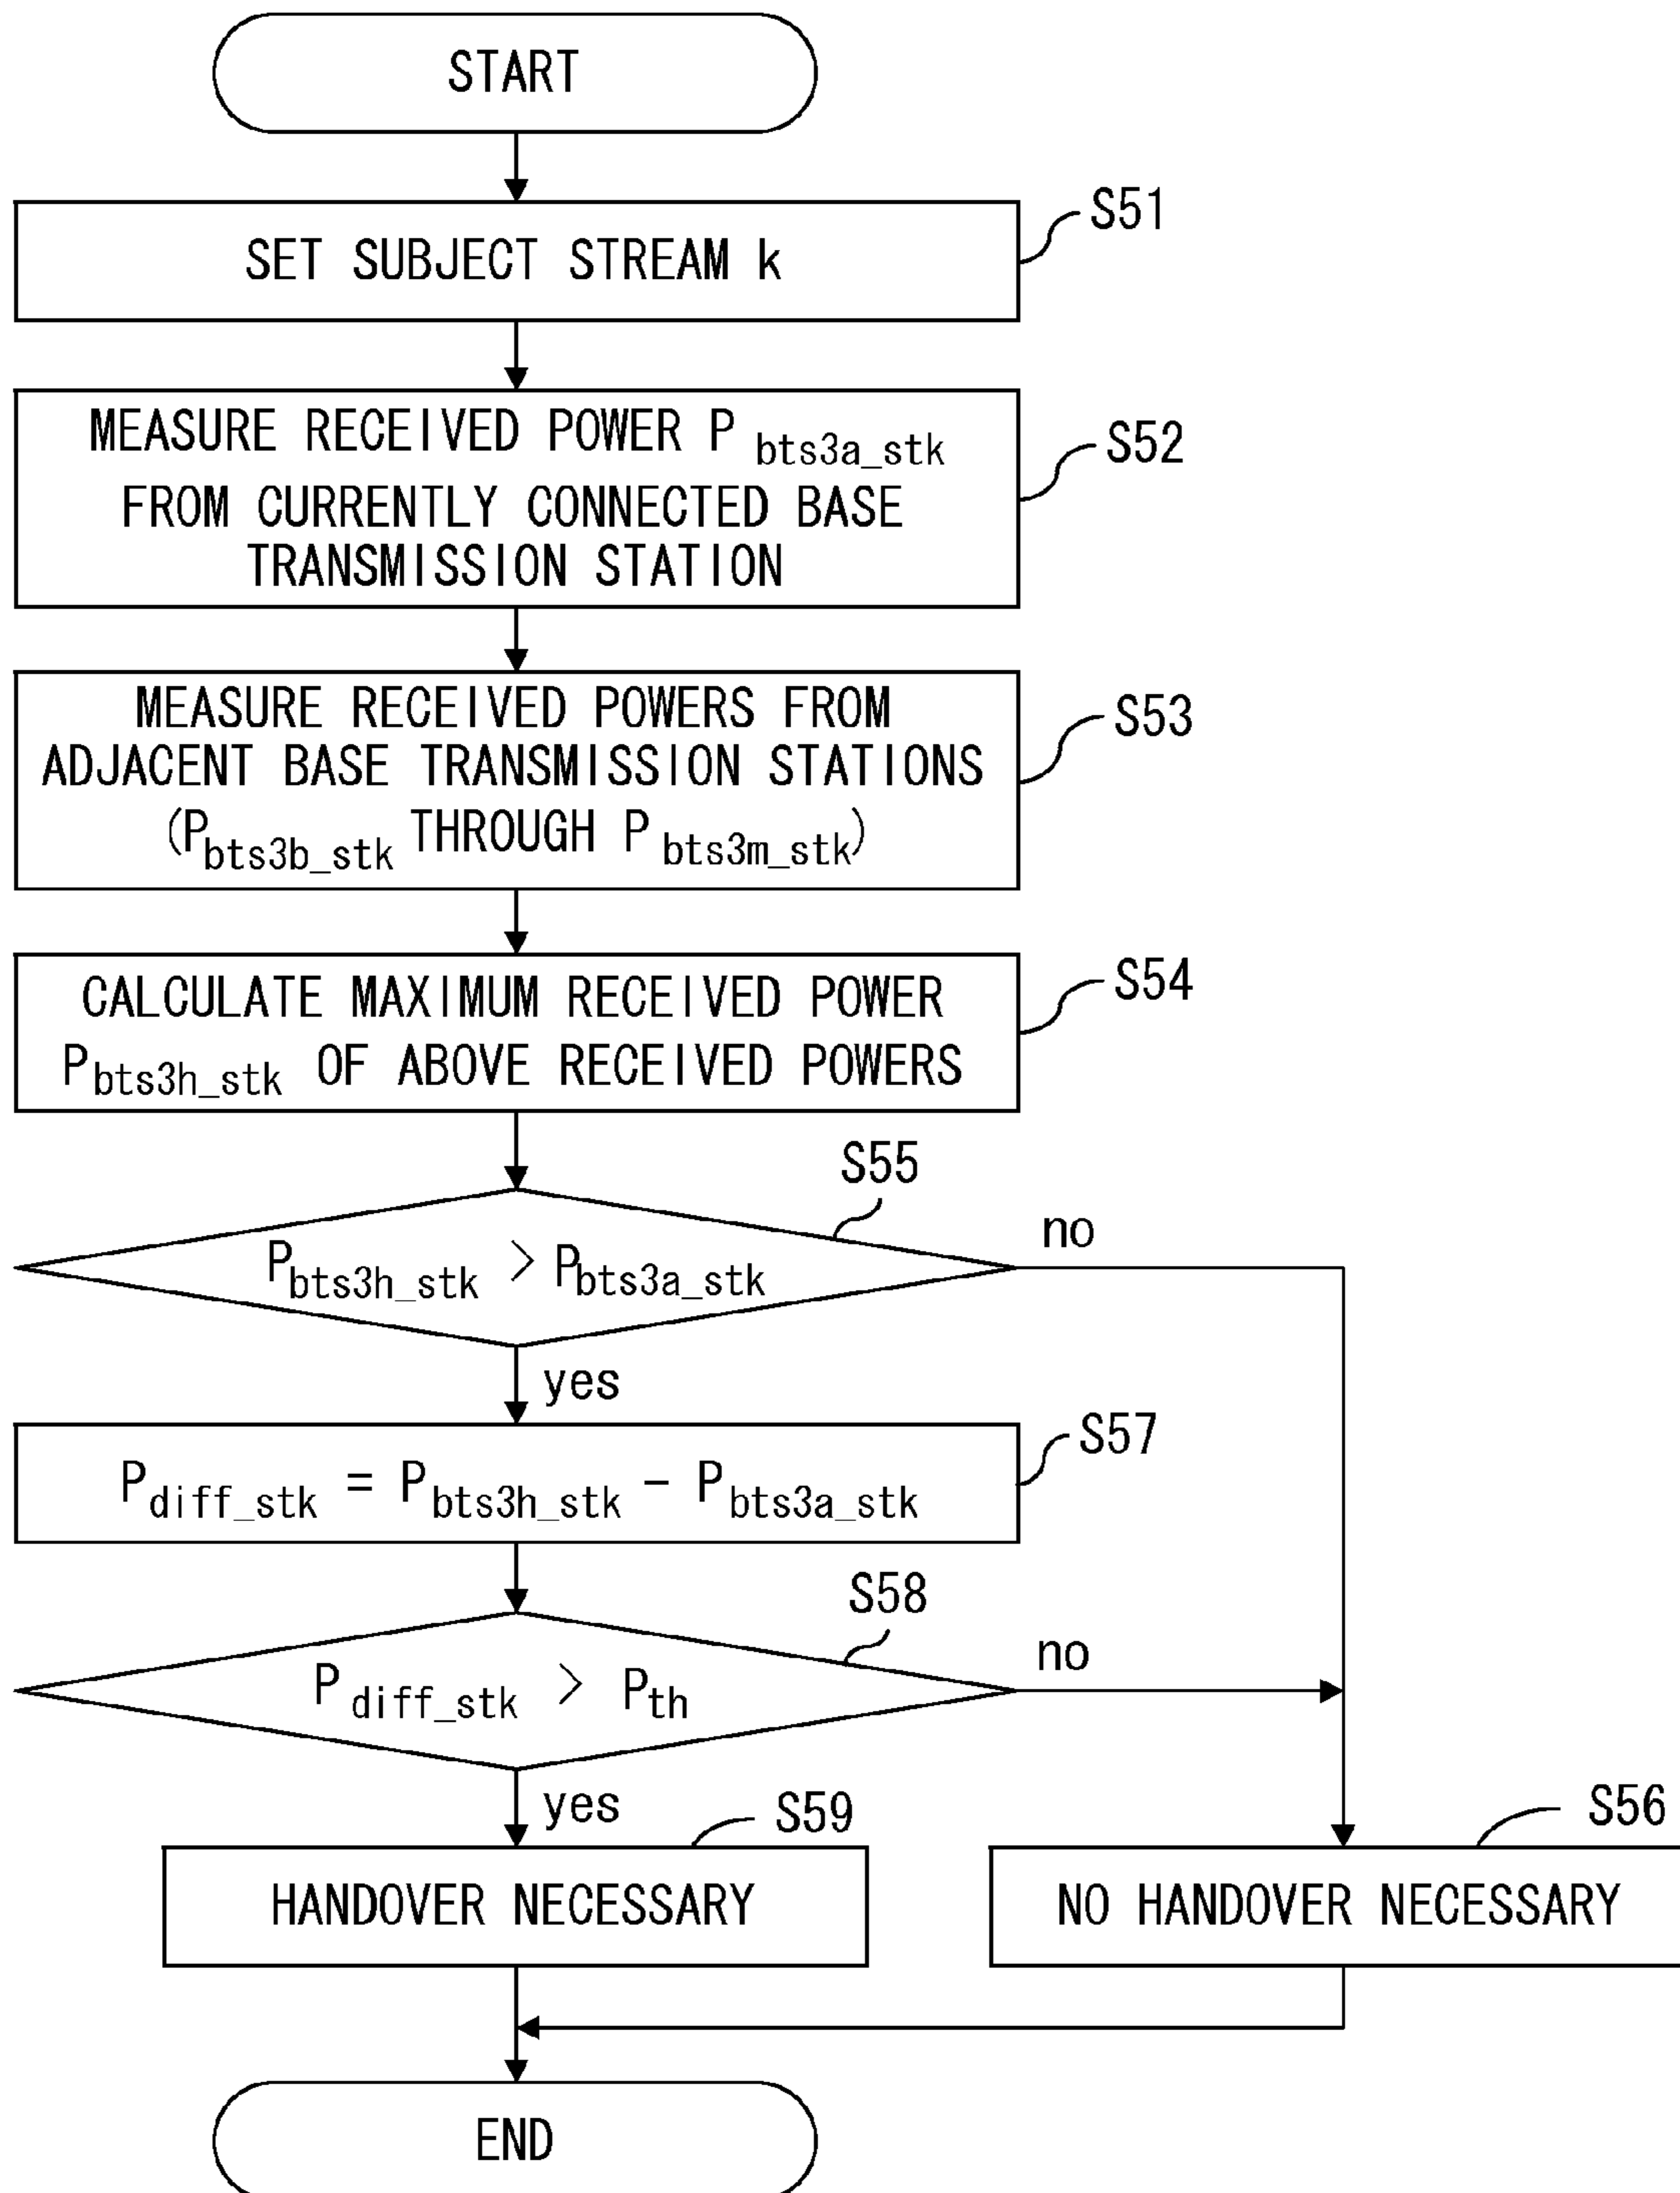 START
S51
SET SUBJECT STREAM k
S52
MEASURE RECEIVED POWER P bts3a_stk
FROM CURRENTLY CONNECTED BASE
TRANSMISSION STATION
S53
MEASURE RECEIVED POWERS FROM
ADJACENT BASE TRANSMISSION STATIONS
(Pbts3b_stk THROUGH P bts3m_stk)
S54
CALCULATE MAXIMUM RECEIVED POWER
Pbts3h_stk OF ABOVE RECEIVED POWERS
S55
Pbts3h_stk > Pbts3a_stk
no
yes
S57
Pdiff_stk = Pbts3h_stk - Pbts3a_stk
S58
Pdiff_stk > Pth
no
yes
S59
HANDOVER NECESSARY
S56
NO HANDOVER NECESSARY
END